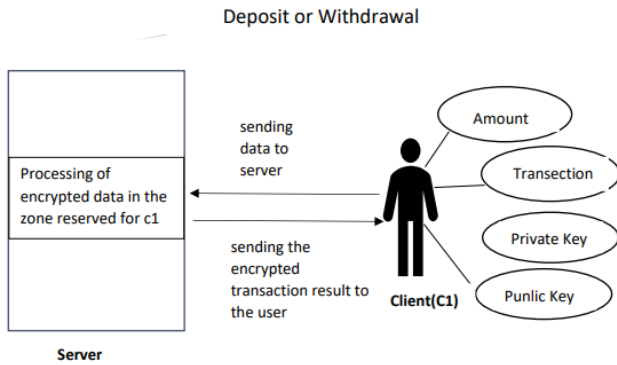 Deposit or Withdrawal
sending
data to
server
Processing of
encrypted data in the
zone reserved for c1
sending the
encrypted
transaction result to
the user
Amount
Transection
Private Key
Punlic Key
Client(C1)
Server